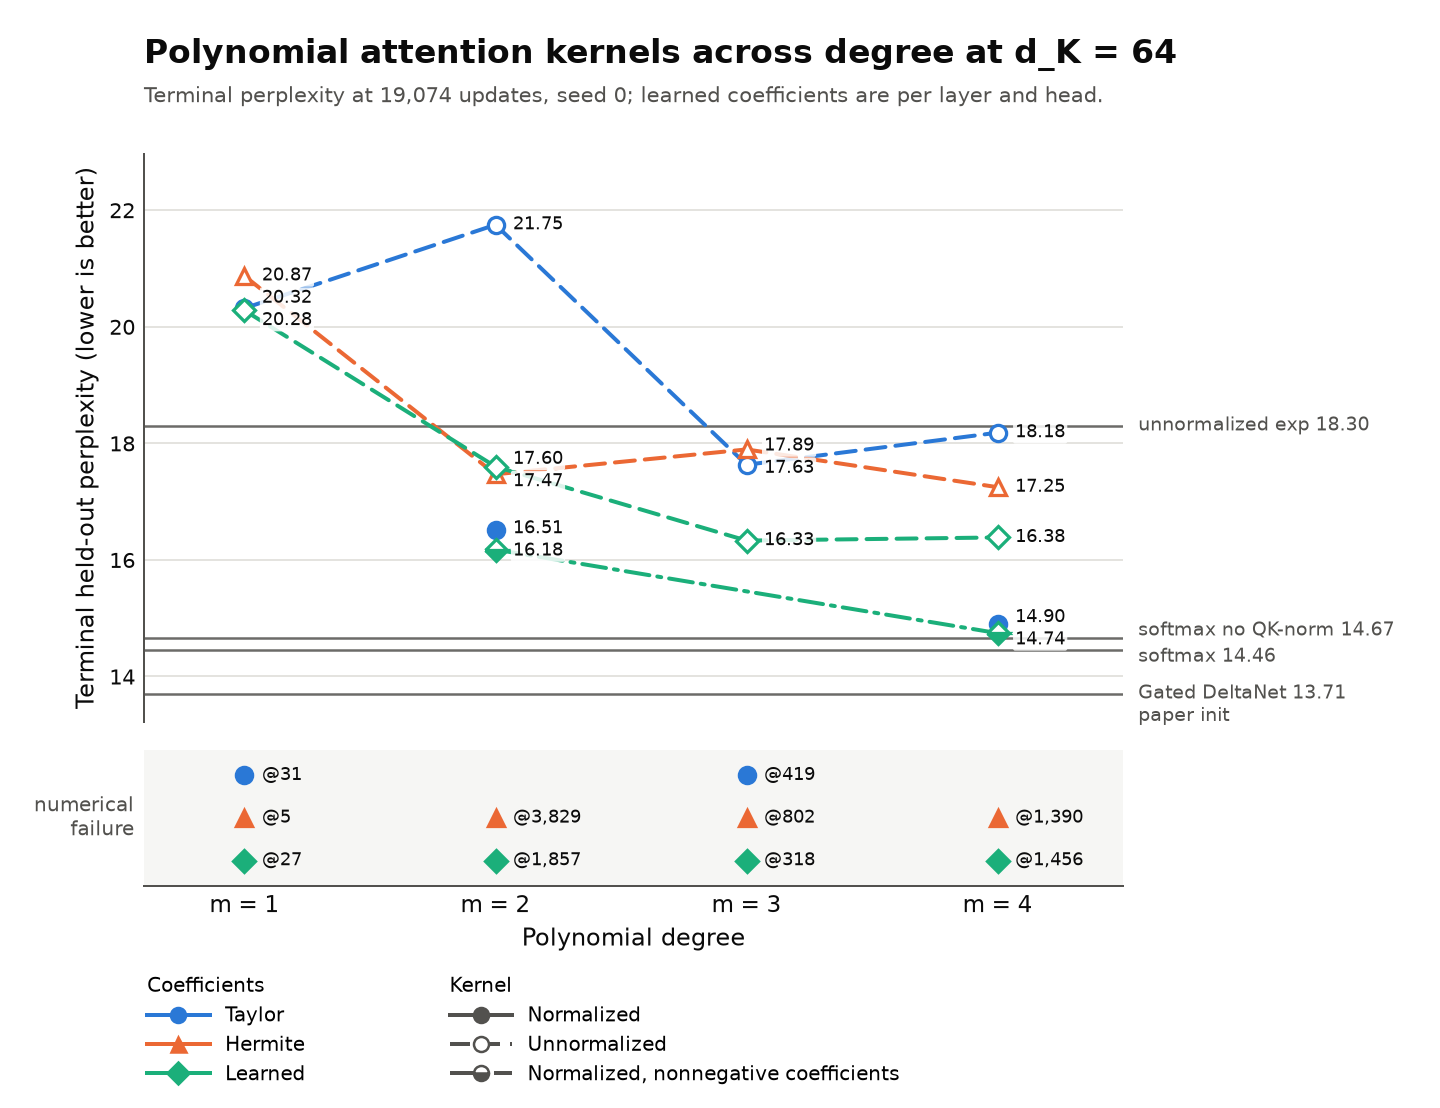 Polynomial attention kernels across degree at d_K = 64
Terminal perplexity at 19,074 updates, seed 0; learned coefficients are per layer and head.
Terminal held-out perplexity (lower is better)
22
20
18
16
14
20.87
20.32
20.28
21.75
17.60
17.47
16.51
16.18
17.89
17.63
16.33
18.18
17.25
16.38
14.90
14.74
unnormalized exp 18.30
softmax no QK-norm 14.67
softmax 14.46
Gated DeltaNet 13.71
paper init
numerical
failure
@31
@419
@5
@3,829
@802
@1,390
@27
@1,857
@318
@1,456
m = 1
m = 2
m = 3
m = 4
Polynomial degree
Coefficients
Taylor
Hermite
Learned
Kernel
Normalized
Unnormalized
Normalized, nonnegative coefficients